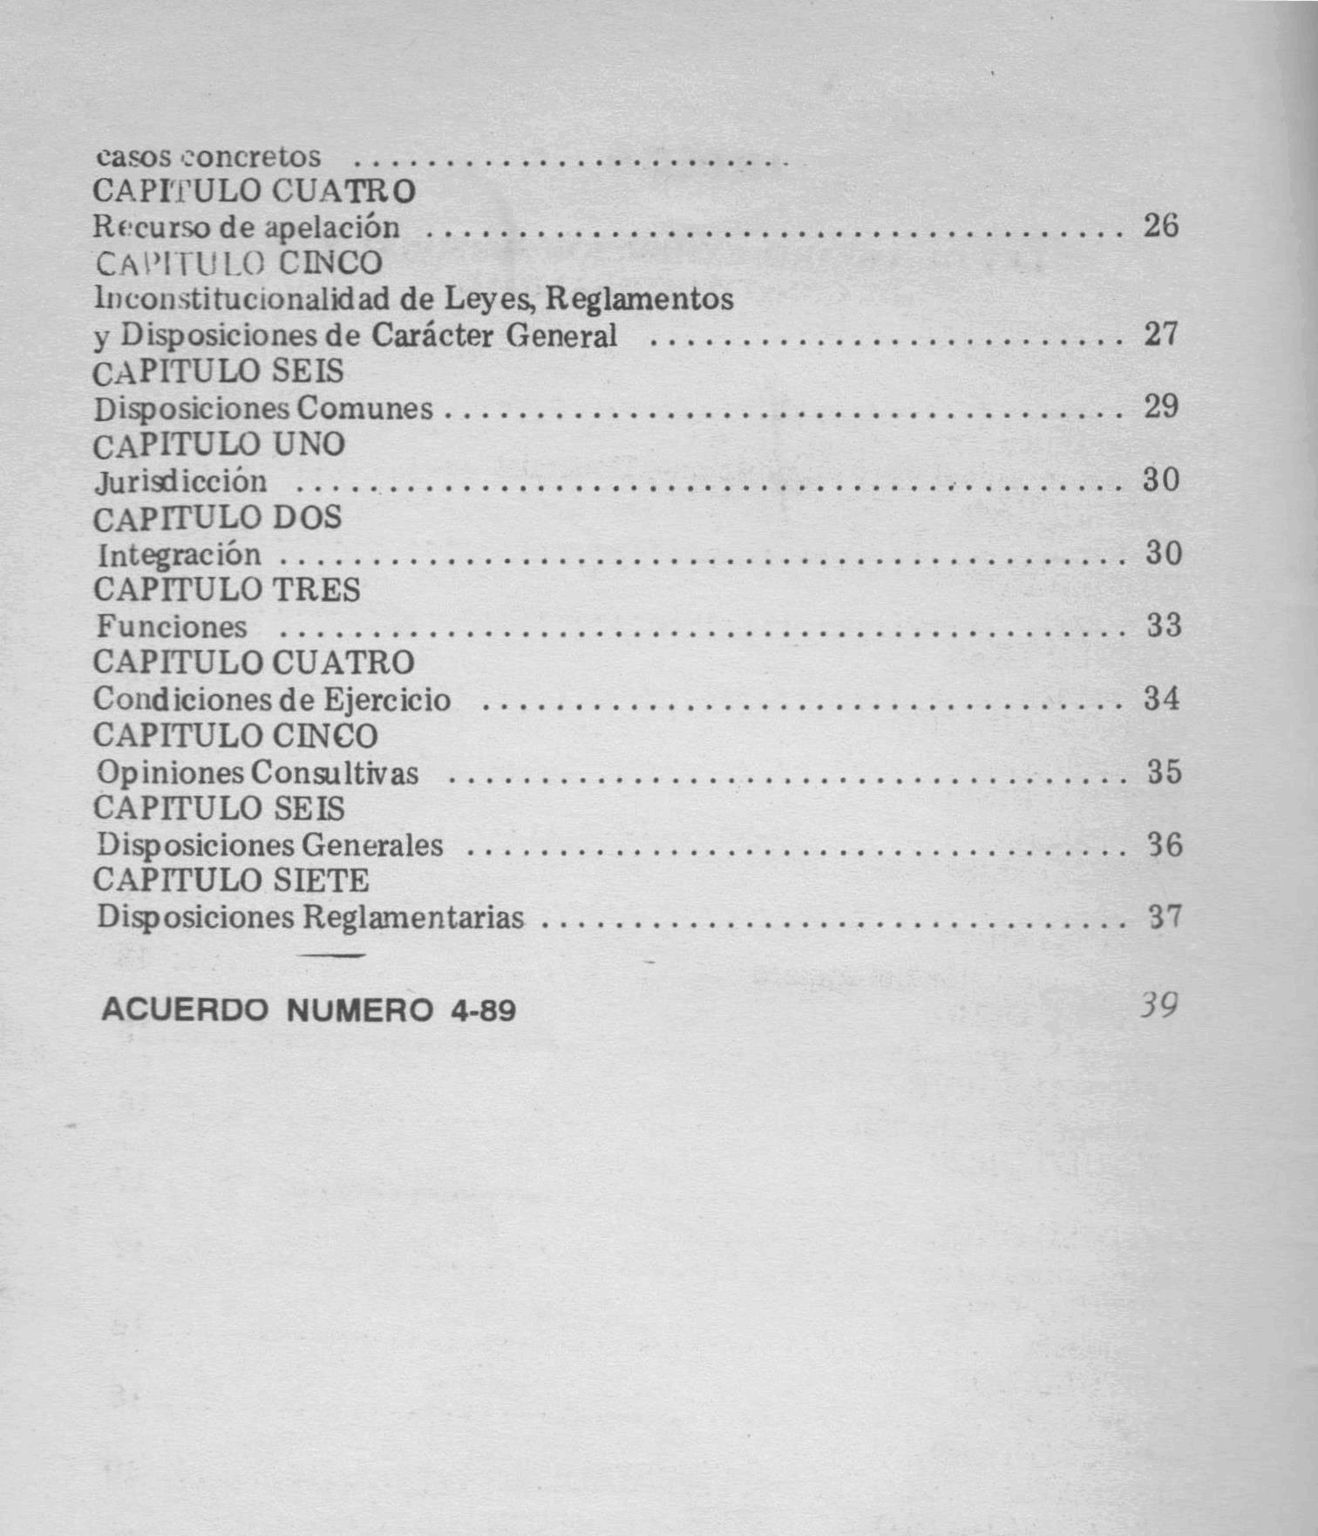 casos concretos ........................
CAPITULO CUATRO
Recurso de apelación ...................................... 26
CAPITULO CINCO
Inconstitucionalidad de Leyes, Reglamentos
y Disposiciones de Carácter General .......................... 27
CAPITULO SEIS
Disposiciones Comunes ..................................... 29
CAPITULO UNO
Jurisdicción ............................................. 30
CAPITULO DOS
Integración .............................................. 30
CAPITULO TRES
Funciones .............................................. 33
CAPITULO CUATRO
Condiciones de Ejercicio ................................... 34
CAPITULO CINCO
Opiniones Consultivas ..................................... 35
CAPITULO SEIS
Disposiciones Generales .................................... 36
CAPITULO SIETE
Disposiciones Reglamentarias ................................ 37
ACUERDO NUMERO 4-89 39